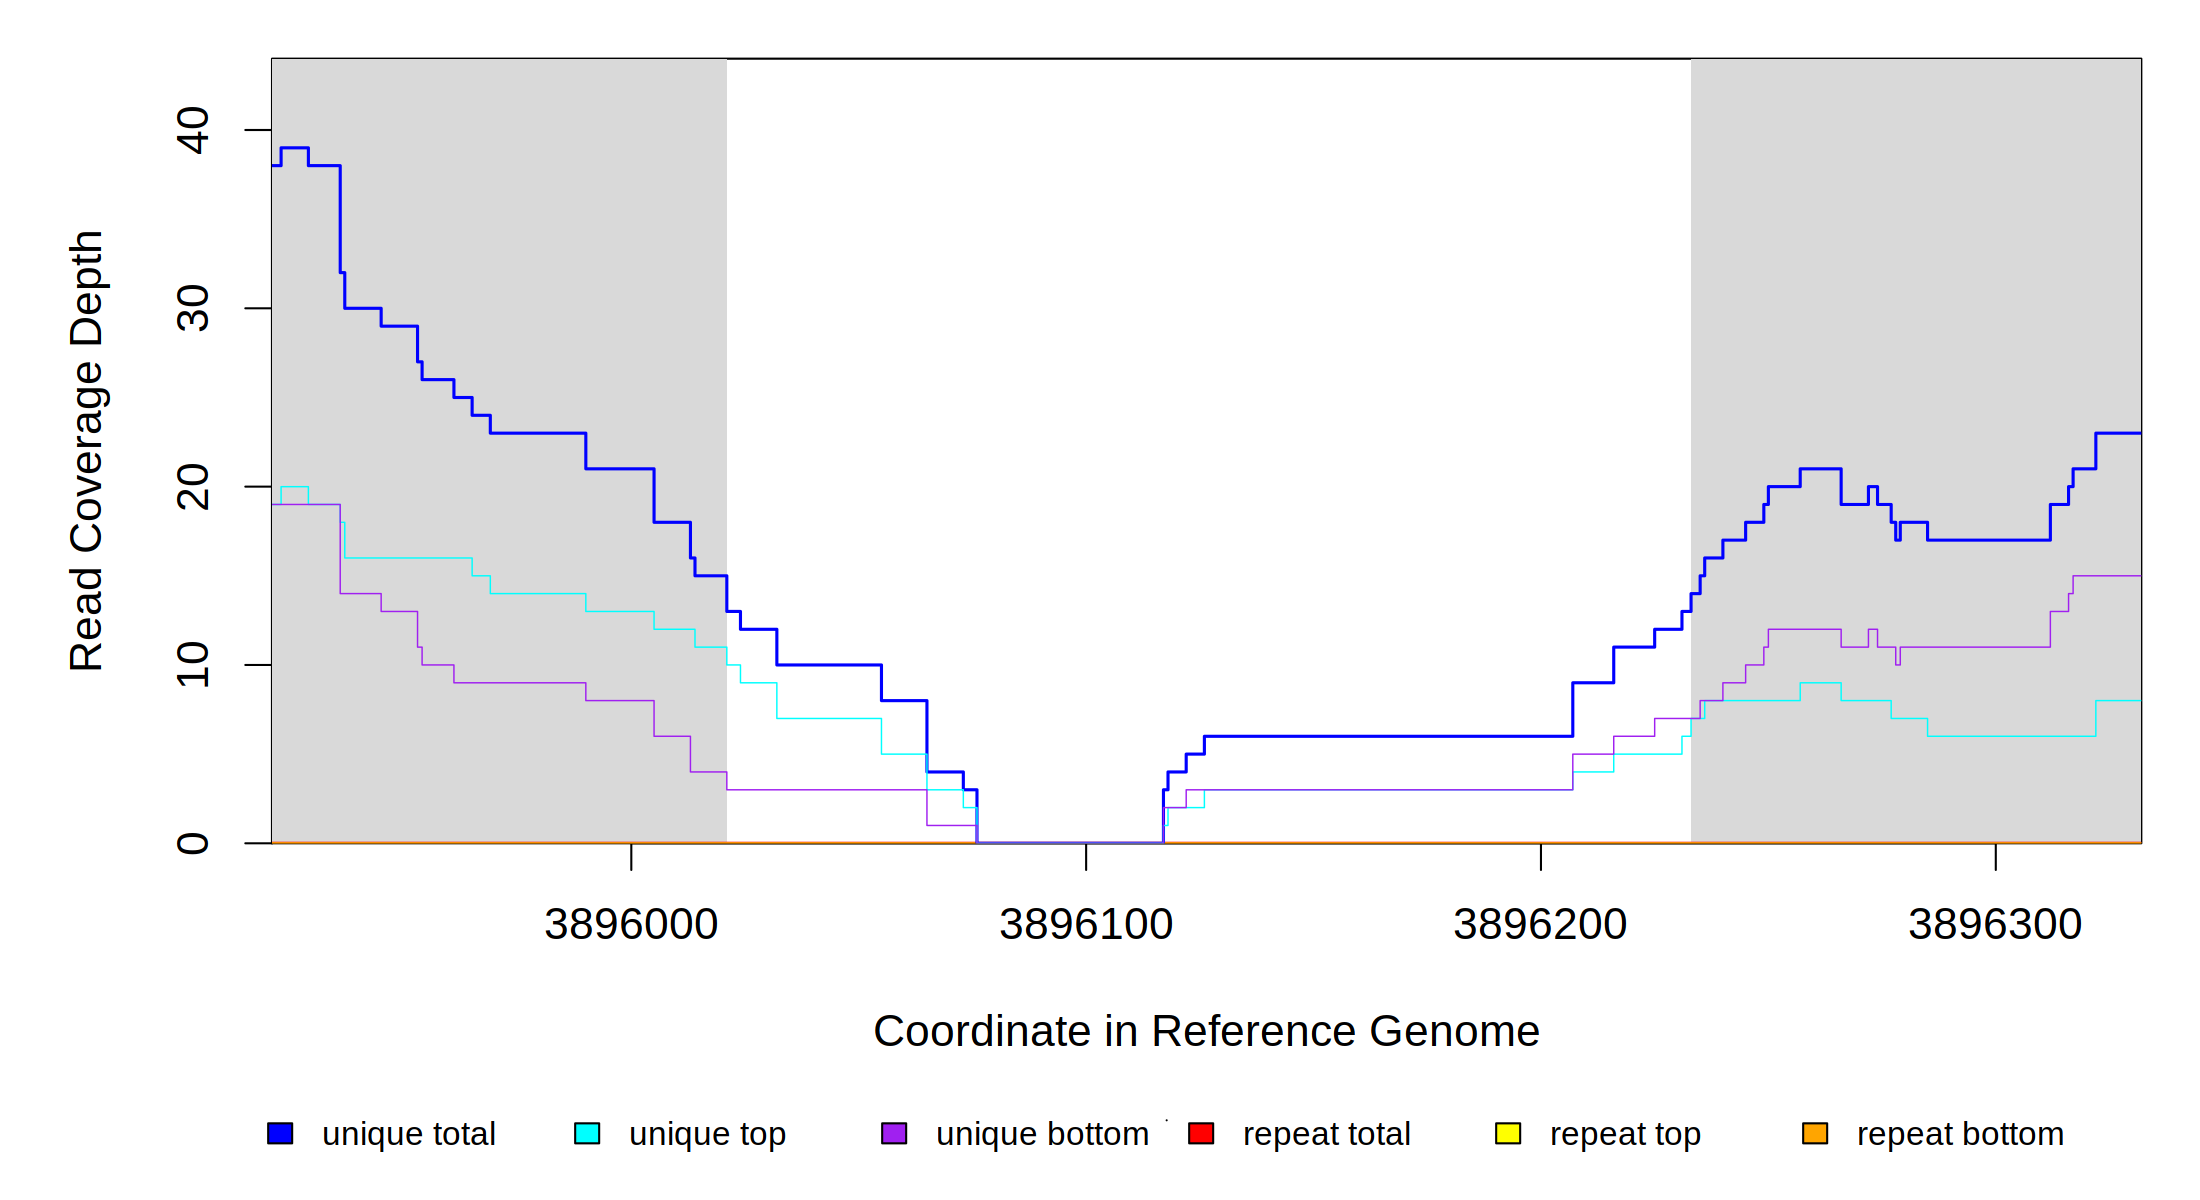 Read Coverage Depth
40
30
20
10
0
3896000 3896100 3896200 3896300
Coordinate in Reference Genome
unique total unique top unique bottom repeat total repeat top repeat bottom